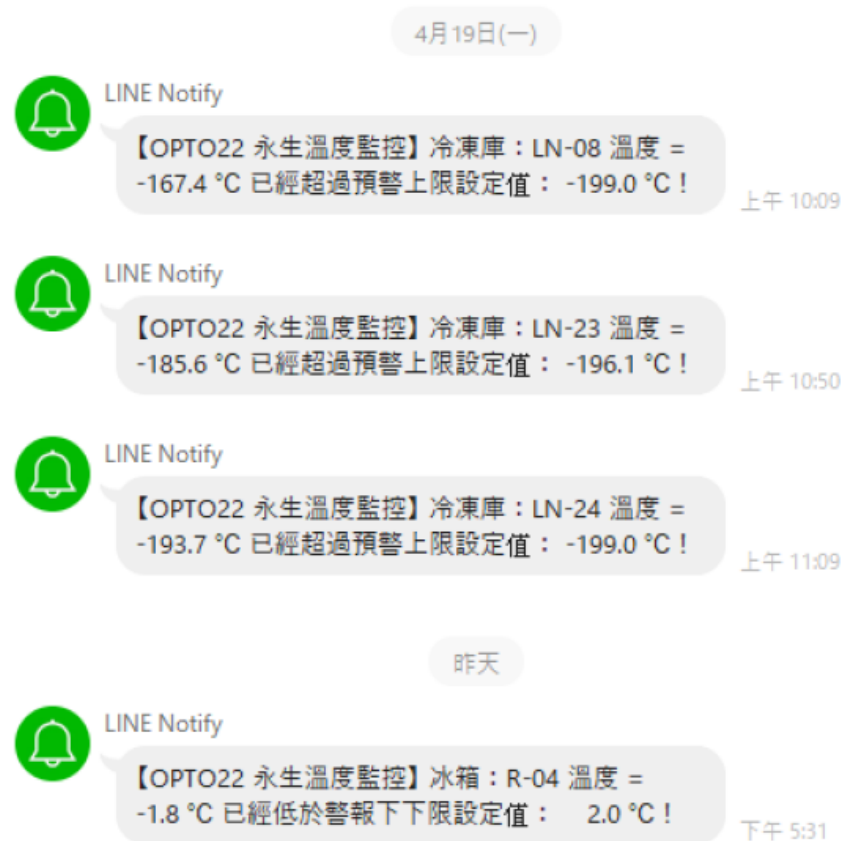 4月19日(一)
LINE Notify
【OPTO22 永生溫度監控】冷凍庫：LN-08 溫度 =
-167.4 °C 已經超過預警上限設定值： -199.0 °C！
上午 10:09
LINE Notify
【OPTO22 永生溫度監控】冷凍庫：LN-23 溫度 =
-185.6 °C 已經超過預警上限設定值： -196.1 °C！
上午 10:50
LINE Notify
【OPTO22 永生溫度監控】冷凍庫：LN-24 溫度 =
-193.7 °C 已經超過預警上限設定值： -199.0 °C！
上午 11:09
昨天
LINE Notify
【OPTO22 永生溫度監控】冰箱：R-04 溫度 =
-1.8 °C 已經低於警報下下限設定值： 2.0 °C！
下午 5:31